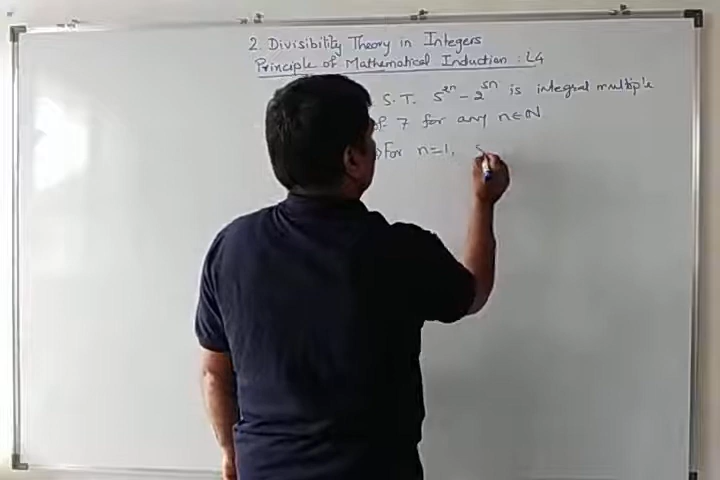 2. Divisibility Theory in Integers
Principle of Mathematical Induction : L4
S.T. 5^{2n} - 2^{5n} is integral multiple
of 7 for any n∈N
For n=1, 5